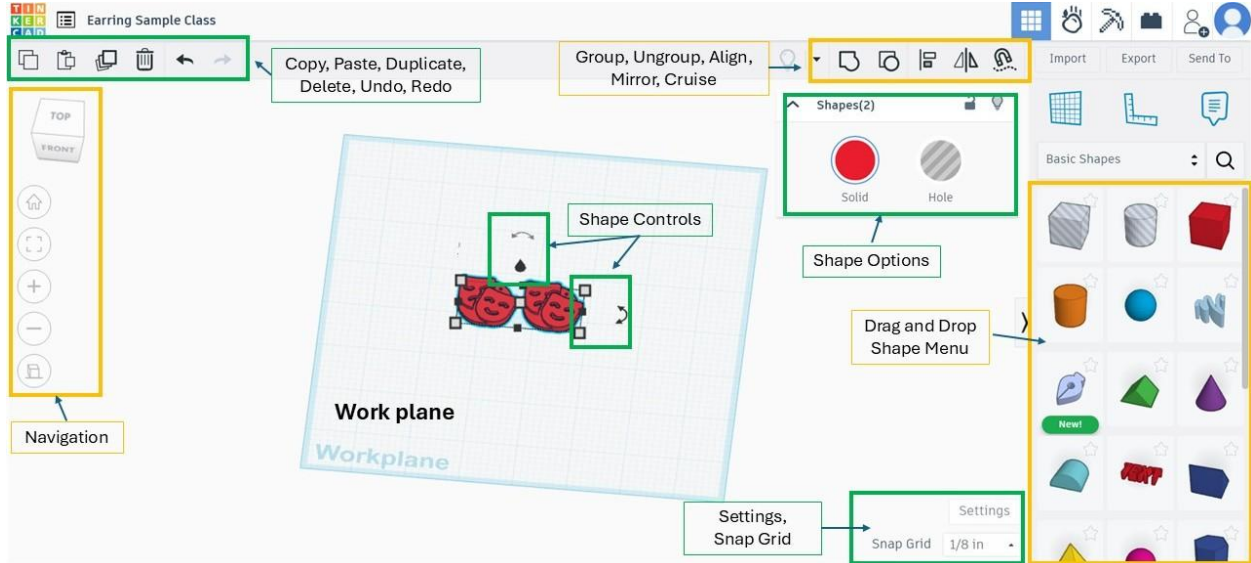 TIN
KER
CAD
Earring Sample Class
Copy, Paste, Duplicate,
Delete, Undo, Redo
Group, Ungroup, Align,
Mirror, Cruise
Import
Export
Send To
TOP
FRONT
Shapes(2)
Solid
Hole
Basic Shapes
Shape Controls
Shape Options
Drag and Drop
Shape Menu
New!
TEXT
Work plane
Workplane
Navigation
Settings,
Snap Grid
Settings
Snap Grid
1/8 in